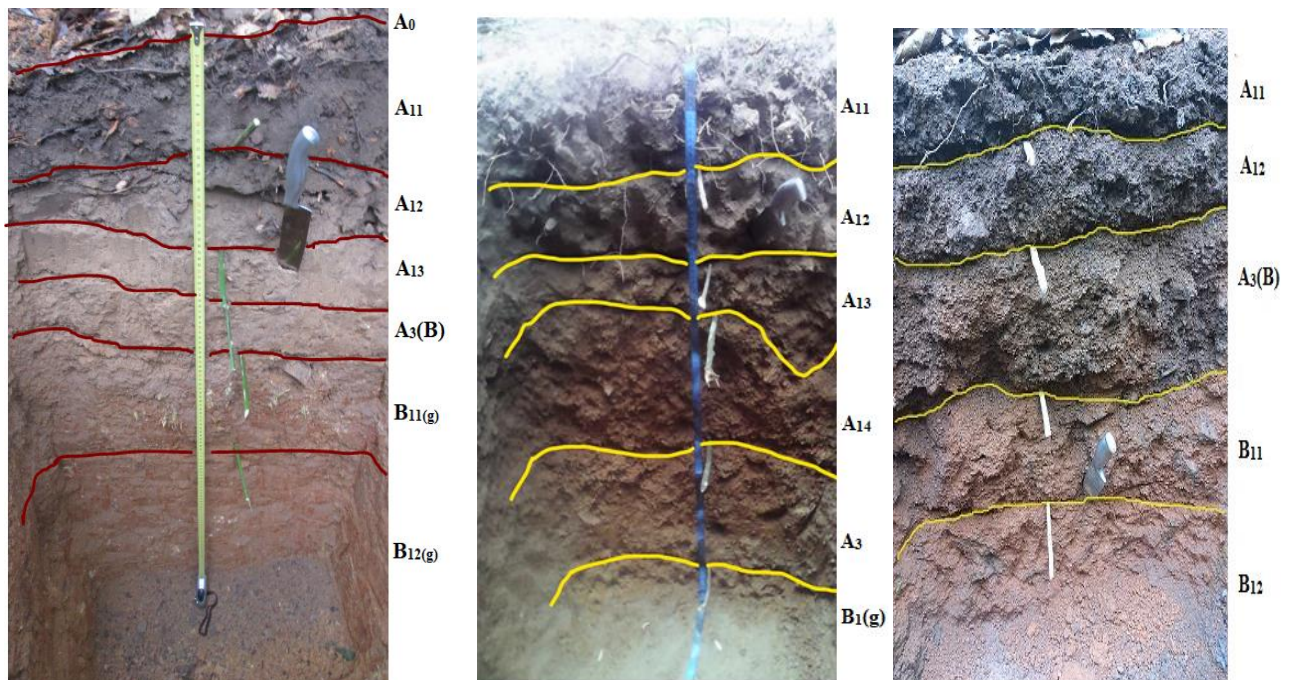 A₀
A₁₁
A₁₂
A₁₃
A₃(B)
B₁₁(g)
B₁₂(g)
A₁₁
A₁₂
A₁₃
A₁₄
A₃
B₁(g)
A₁₁
A₁₂
A₃(B)
B₁₁
B₁₂